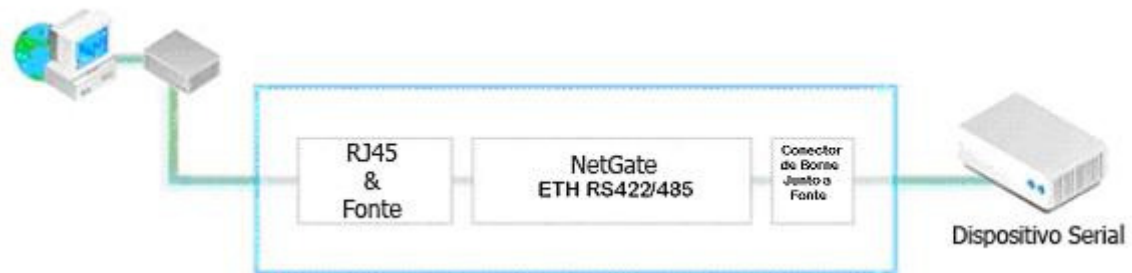 RJ45
&
Fonte
NetGate
ETH RS422/485
Conector
de Borne
Junto a
Fonte
Dispositivo Serial